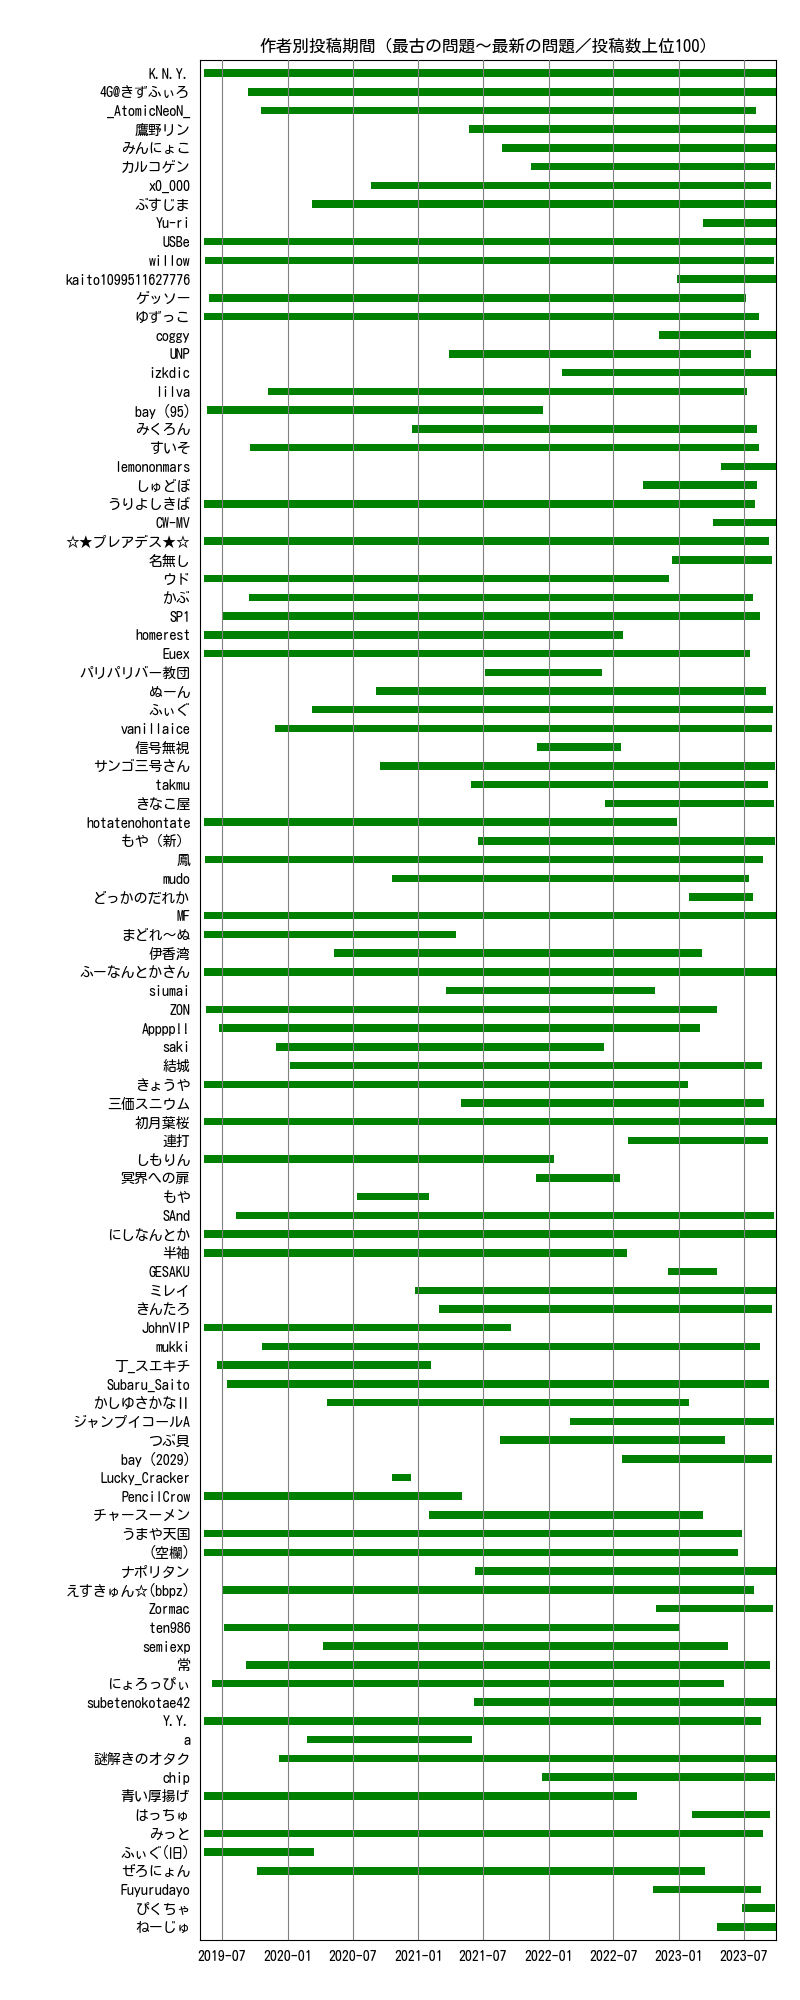 作者別投稿期間（最古の問題～最新の問題／投稿数上位100）
K.N.Y.
4G@きずふぃろ
_AtomicNeoN_
鷹野リン
みんにょこ
カルコゲン
x0_000
ぶすじま
Yu-ri
USBe
willow
kaito1099511627776
ゲッソー
ゆずっこ
coggy
UNP
izkdic
lilva
bay (95)
みくろん
すいそ
lemononmars
しゅどぼ
うりよしきば
CW-MV
☆★プレアデス★☆
名無し
ウド
かぶ
SP1
homerest
Euex
パリパリバー教団
ぬーん
ふぃぐ
vanillaice
信号無視
サンゴ三号さん
takmu
きなこ屋
hotatenohontate
もや（新）
鳳
mudo
どっかのだれか
MF
まどれ～ぬ
伊香湾
ふーなんとかさん
siumai
ZON
Appppll
saki
結城
きょうや
三価スニウム
初月葉桜
連打
しもりん
冥界への扉
もや
SAnd
にしなんとか
半袖
GESAKU
ミレイ
きんたろ
JohnVIP
mukki
丁_スエキチ
Subaru_Saito
かしゆさかなⅡ
ジャンプイコールA
つぶ貝
bay (2029)
Lucky_Cracker
PencilCrow
チャースーメン
うまや天国
(空欄)
ナポリタン
えすきゅん☆(bbpz)
Zormac
ten986
semiexp
常
にょろっぴぃ
subetenokotae42
Y.Y.
a
謎解きのオタク
chip
青い厚揚げ
はっちゅ
みっと
ふぃぐ(旧)
ぜろにょん
Fuyurudayo
ぴくちゃ
ねーじゅ
2019-07 2020-01 2020-07 2021-01 2021-07 2022-01 2022-07 2023-01 2023-07